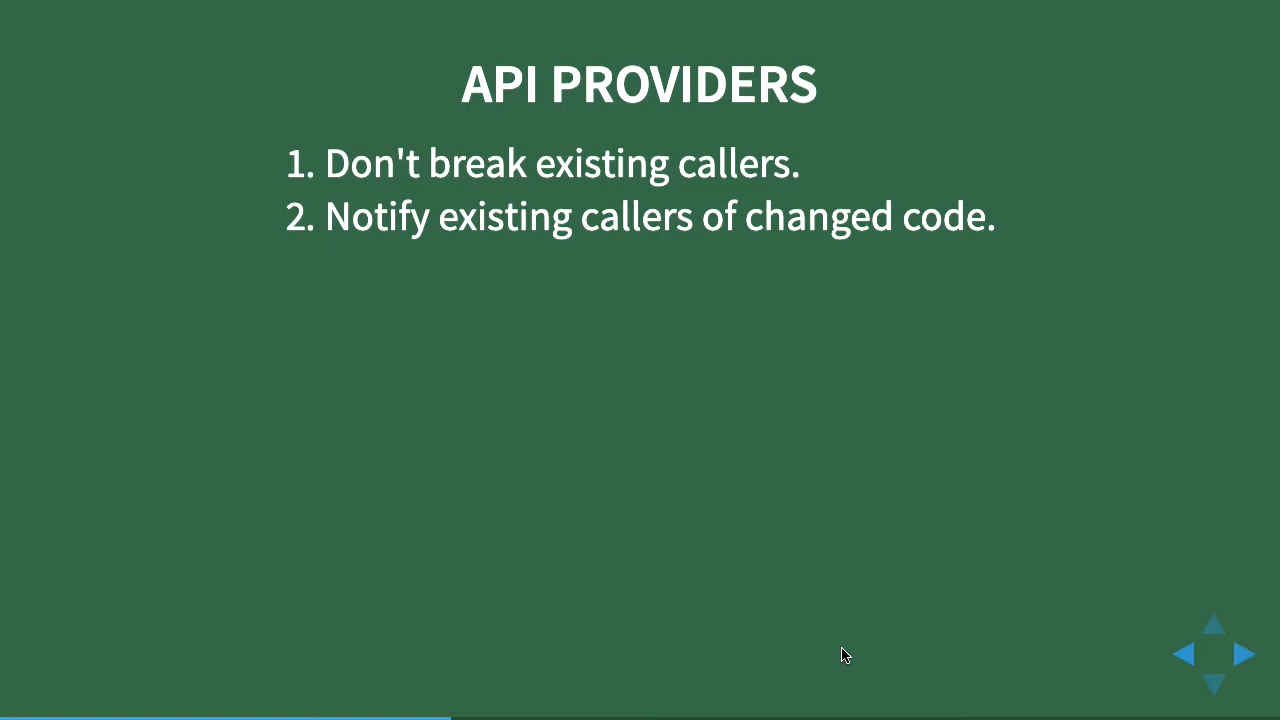 API PROVIDERS
1. Don't break existing callers.
2. Notify existing callers of changed code.